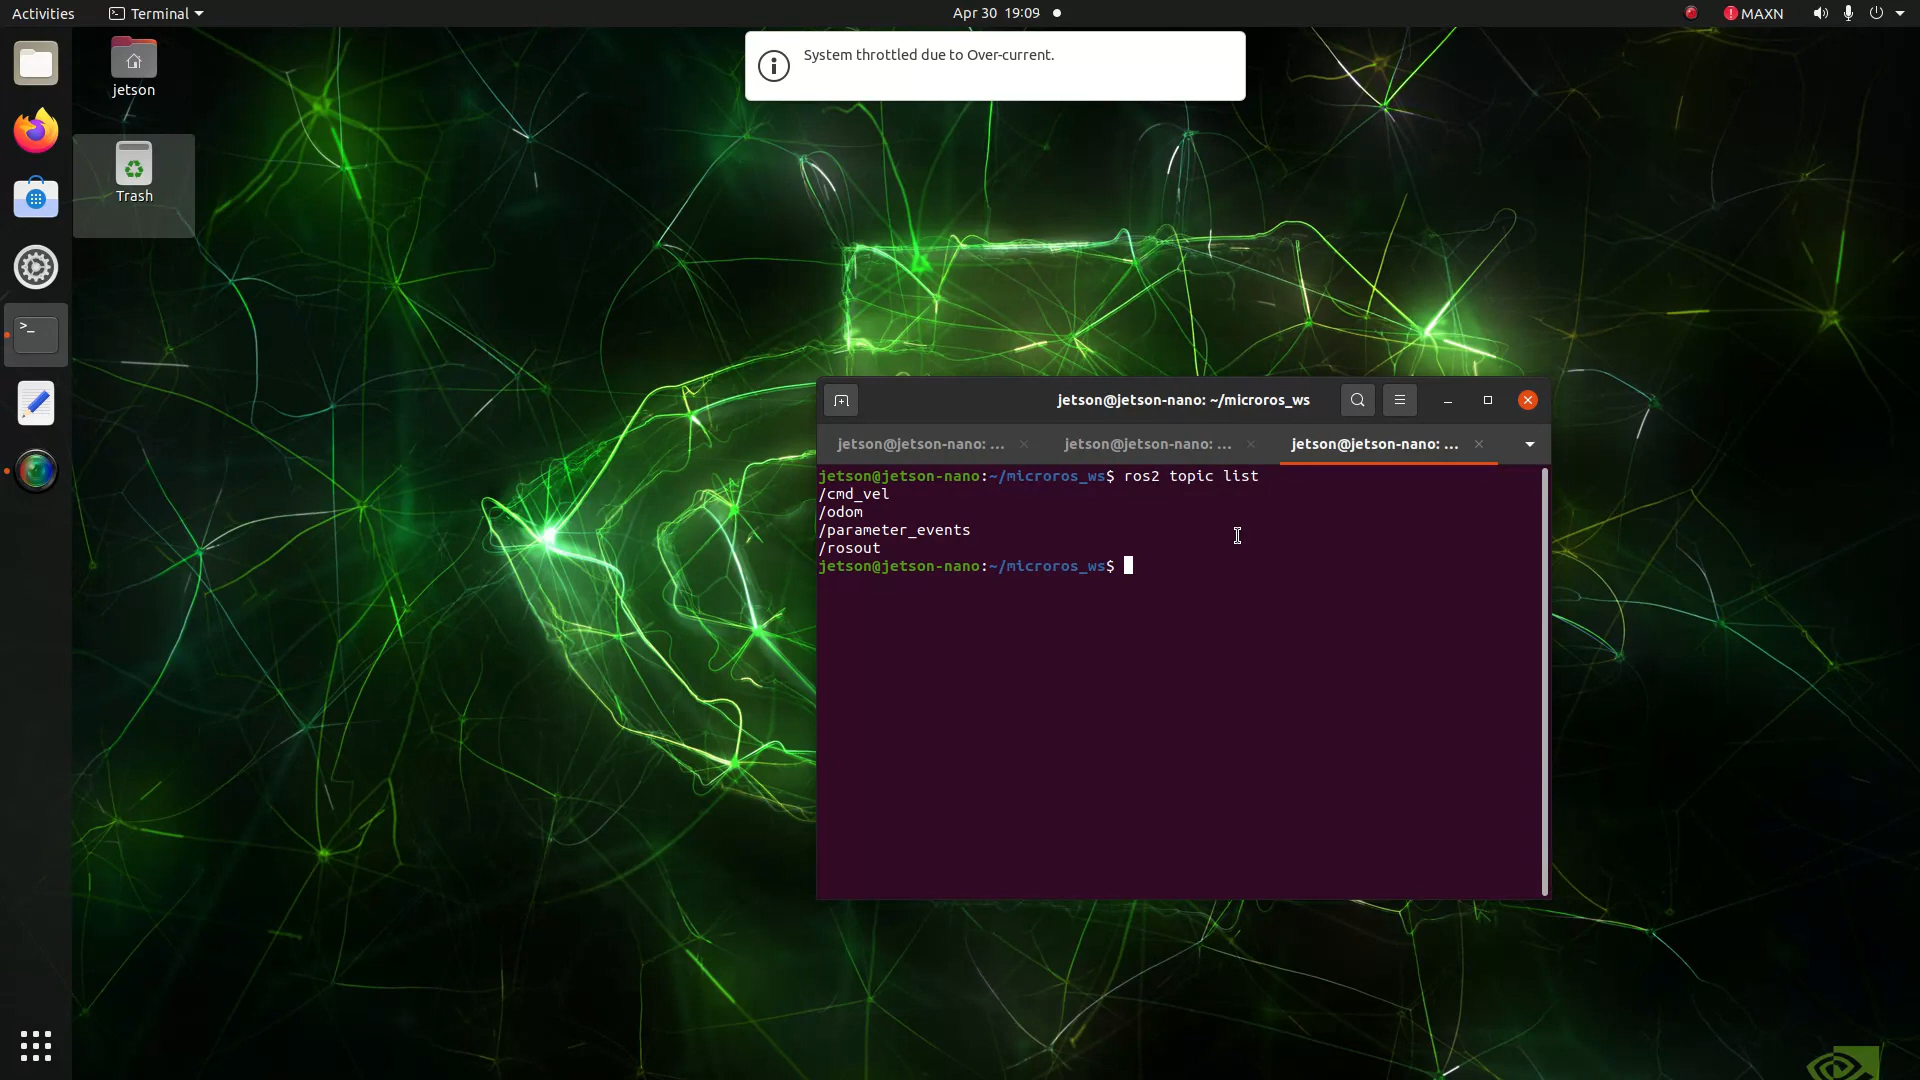 Activities
Terminal
Apr 30 19:09
MAXN
System throttled due to Over-current.
jetson
Trash
jetson@jetson-nano: ~/microros_ws
jetson@jetson-nano: ...
jetson@jetson-nano: ...
jetson@jetson-nano: ...
jetson@jetson-nano:~/microros_ws$ ros2 topic list
/cmd_vel
/odom
/parameter_events
/rosout
jetson@jetson-nano:~/microros_ws$